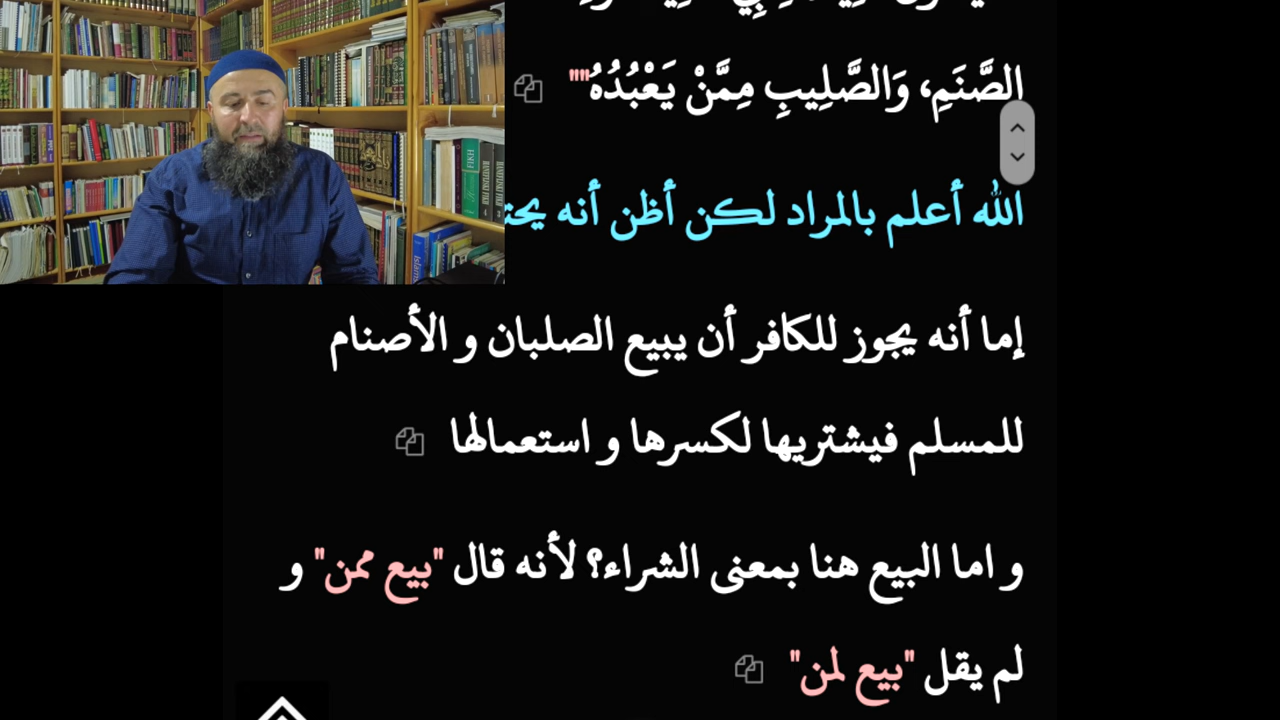 الصَّنَمِ، وَالصَّلِيبِ مِمَّنْ يَعْبُدُهُ""
الله أعلم بالمراد لكن أظن أنه
إما أنه يجوز للكافر أن يبيع الصلبان و الأصنام
للمسلم فيشتريها لكسرها و استعمالها
و اما البيع هنا بمعنى الشراء؟ لأنه قال "بيع ممن" و
لم يقل "بيع لمن"